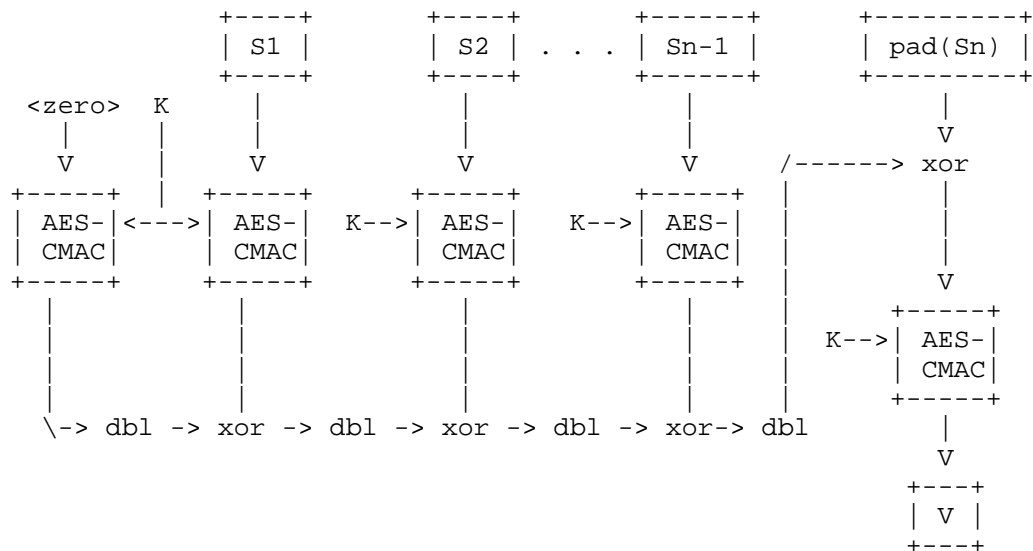 +----+       +----+       +------+      +---------+
                  | S1 |       | S2 | . . . | Sn-1 |      | pad(Sn) |
                  +----+       +----+       +------+      +---------+
 <zero>  K          |            |             |               |
   |     |          |            |             |               V
   V     |          V            V             V     /------> xor
+-----+  |    +-----+      +-----+       +-----+  |         |
| AES-|<--->| AES-|  K-->| AES-|   K-->| AES-|  |         |
| CMAC|     | CMAC|      | CMAC|       | CMAC|  |         |
+-----+     +-----+      +-----+       +-----+  |         V
   |           |            |             |     |      +-----+
   |           |            |             |     | K-->| AES-|
   |           |            |             |     |     | CMAC|
   |           |            |             |     |     +-----+
   \-> dbl -> xor -> dbl -> xor -> dbl -> xor-> dbl      |
                                                         V
                                                       +---+
                                                       | V |
                                                       +---+